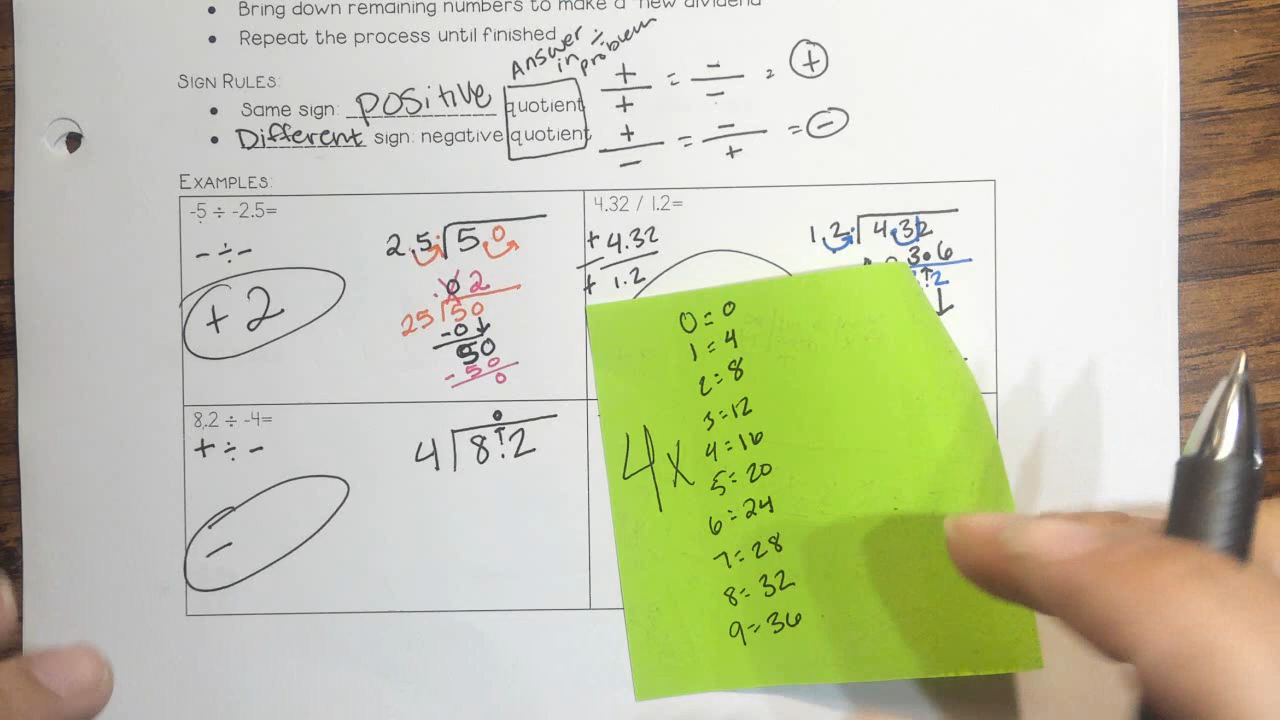 • Bring down remaining numbers to make a "new dividend"
• Repeat the process until finished
Answer ÷
in problem
SIGN RULES:
• Same sign: positive quotient
+/+ = -/- = +
• Different sign: negative quotient
+/- = -/+ = -
EXAMPLES:
-5 ÷ -2.5=
- ÷ -
+2
2.5 5 0
0 2
25 50
-0
50
-50
0
4.32 / 1.2=
+ 4.32
+ 1.2
1.2 4.32
3.6
8.2 ÷ -4=
+ ÷ -
-
4 8.2
4x
0=0
1=4
2=8
3=12
4=16
5=20
6=24
7=28
8=32
9=36